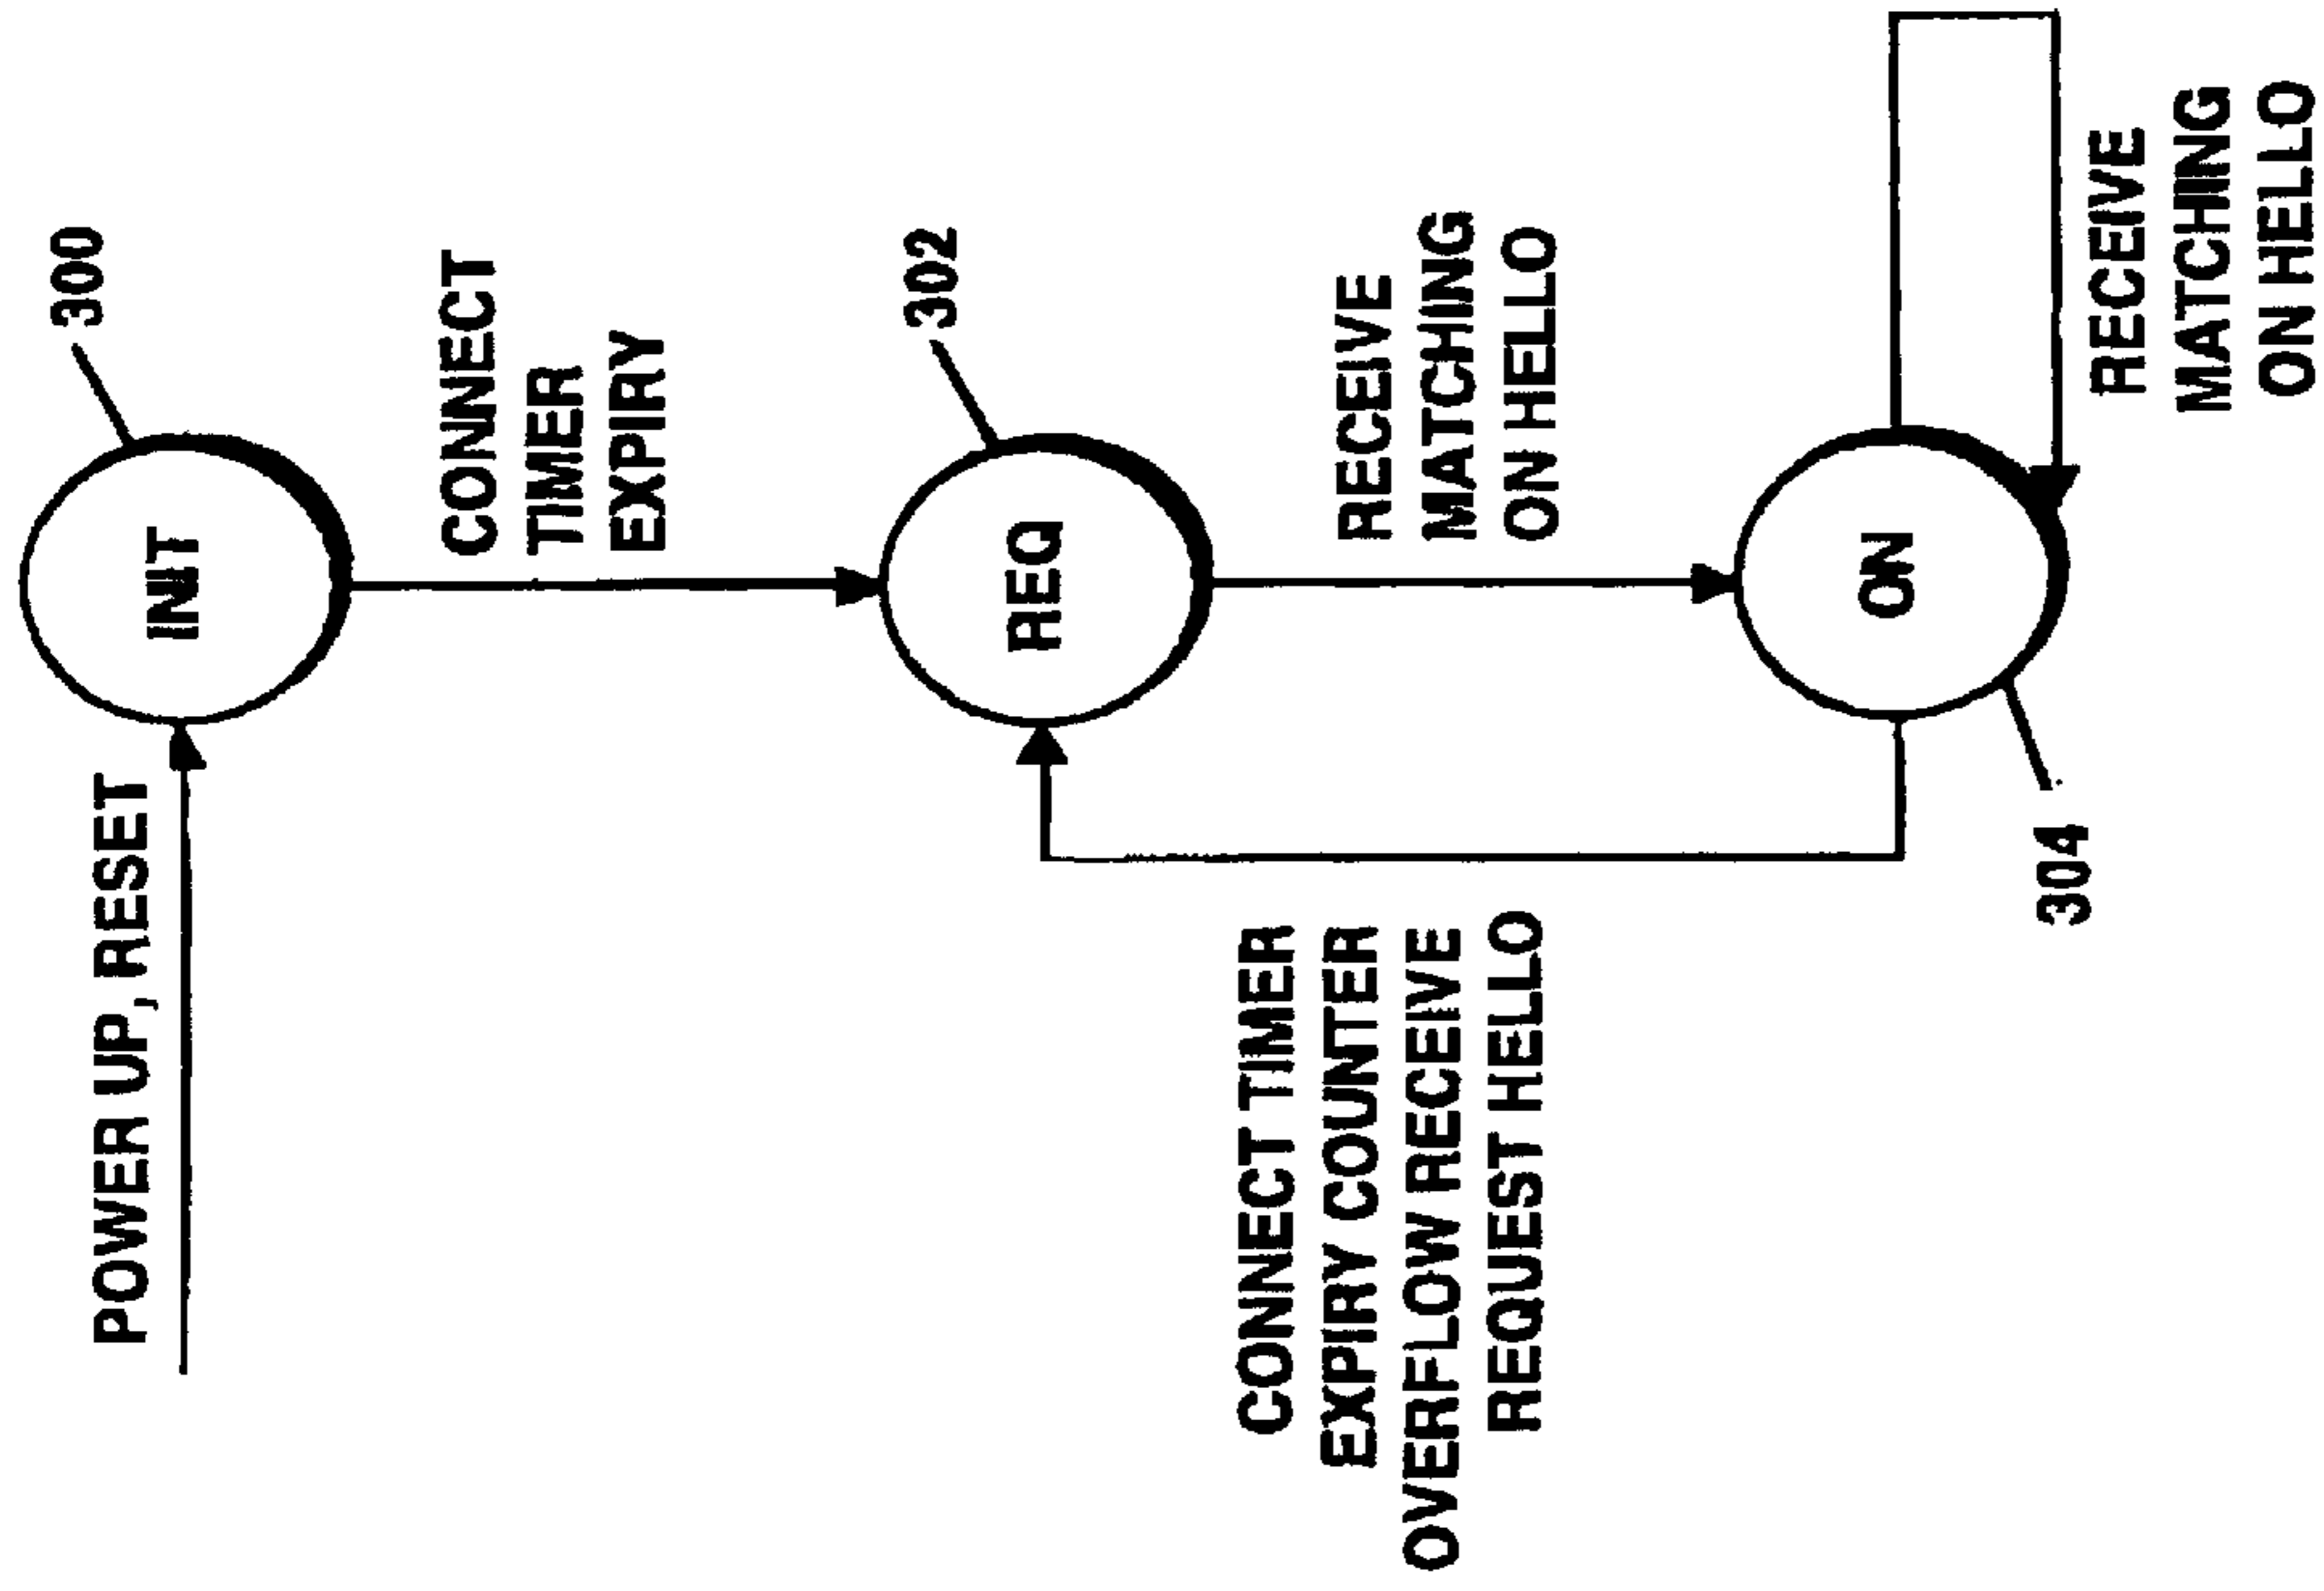 300
POWER UP, RESET
INIT
CONNECT
TIMER
EXPIRY
302
REQ
CONNECT TIMER
EXPIRY COUNTER
OVERFLOW RECEIVE
REQUEST HELLO
RECEIVE
MATCHING
ON HELLO
ON
304
RECEIVE
MATCHING
ON HELLO